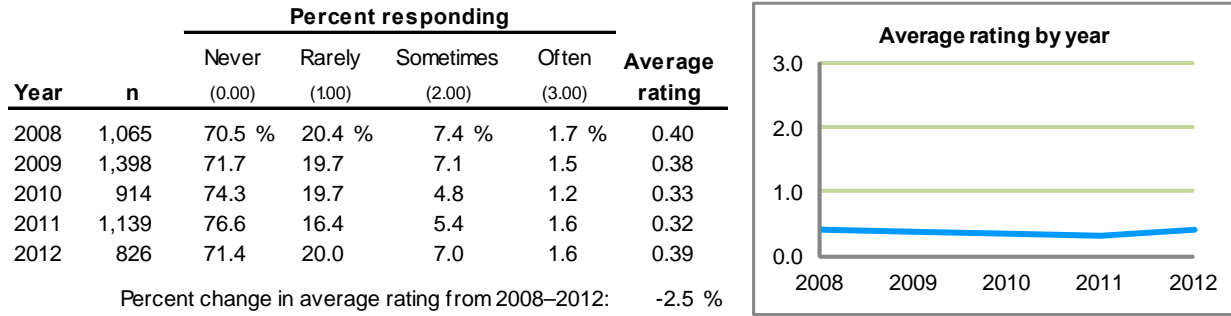 Percent responding
Never Rarely Sometimes Often Average
Year n (0.00) (1.00) (2.00) (3.00) rating
2008 1,065 70.5 % 20.4 % 7.4 % 1.7 % 0.40
2009 1,398 71.7 19.7 7.1 1.5 0.38
2010 914 74.3 19.7 4.8 1.2 0.33
2011 1,139 76.6 16.4 5.4 1.6 0.32
2012 826 71.4 20.0 7.0 1.6 0.39
Percent change in average rating from 2008–2012: -2.5 %
Average rating by year
3.0
2.0
1.0
0.0
2008 2009 2010 2011 2012